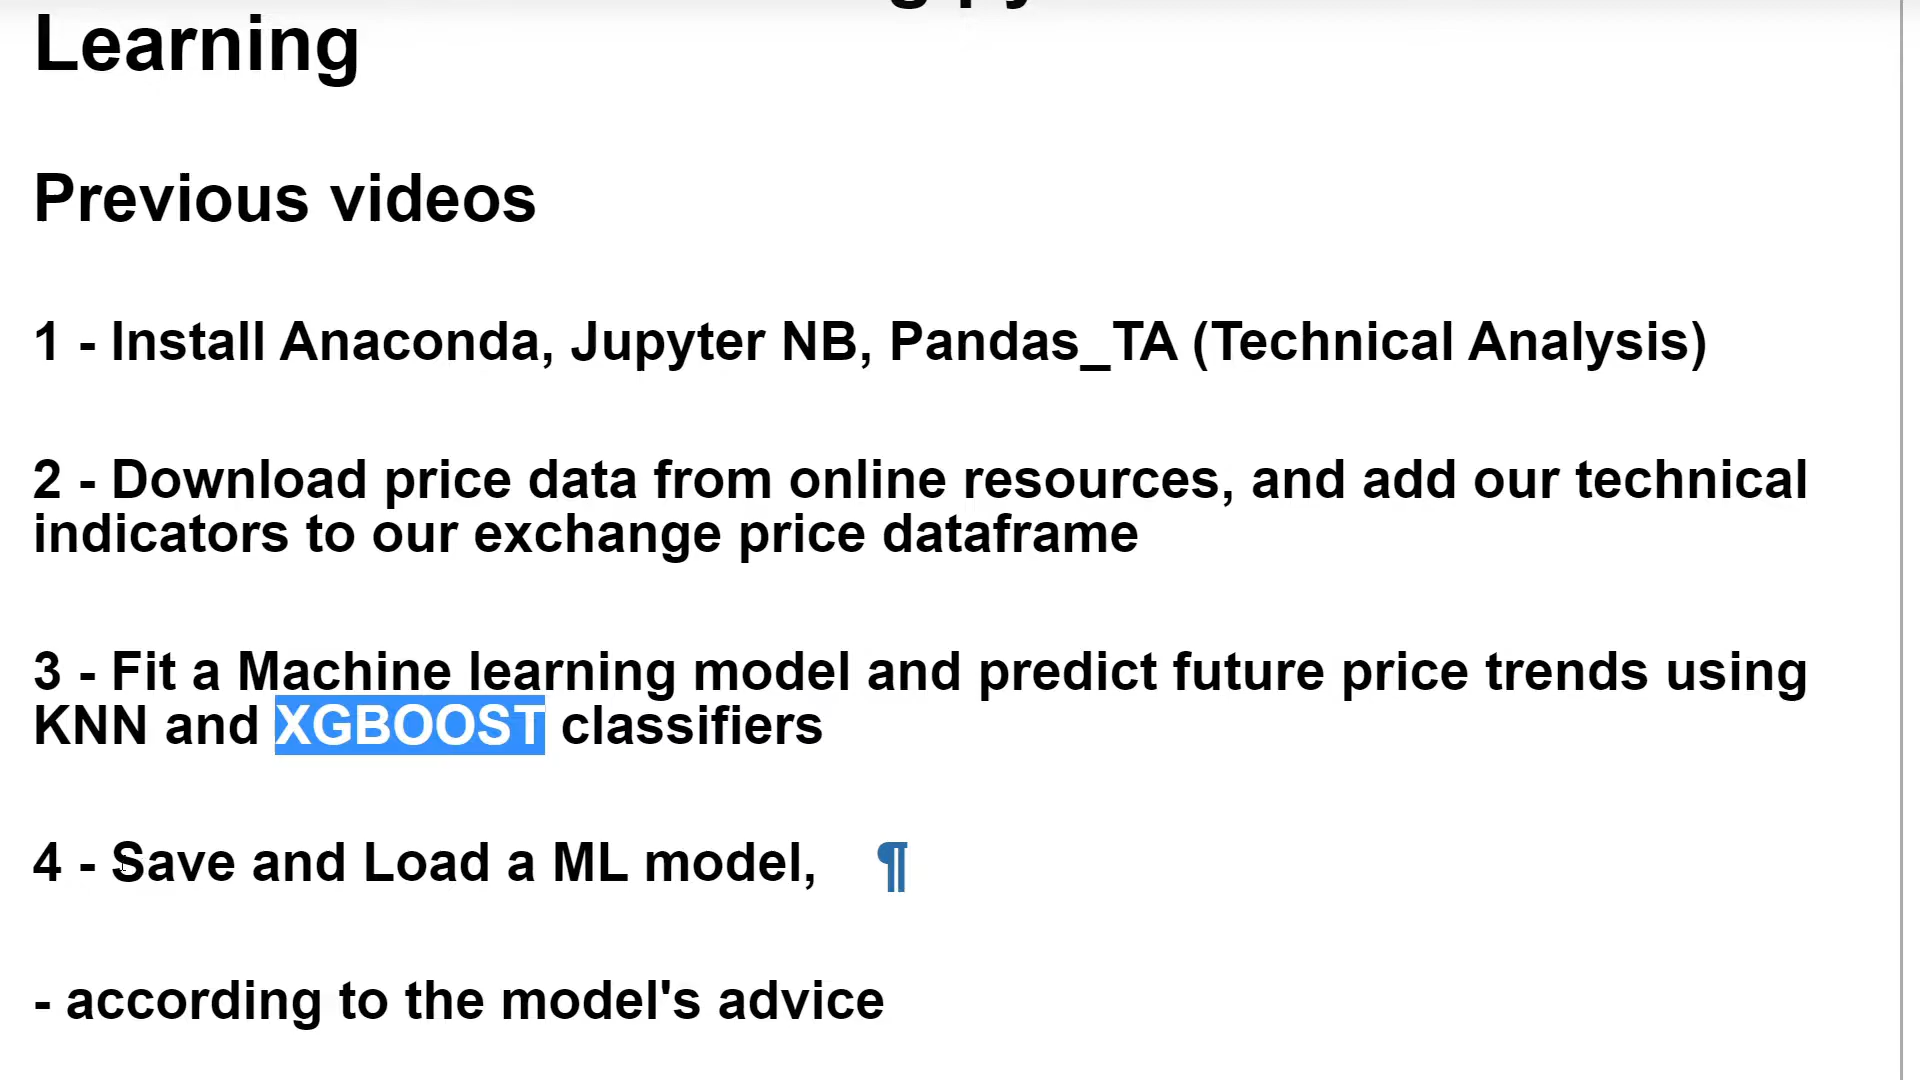 Learning
Previous videos
1 - Install Anaconda, Jupyter NB, Pandas_TA (Technical Analysis)
2 - Download price data from online resources, and add our technical
indicators to our exchange price dataframe
3 - Fit a Machine learning model and predict future price trends using
KNN and XGBOOST classifiers
4 - Save and Load a ML model, ¶
- according to the model's advice